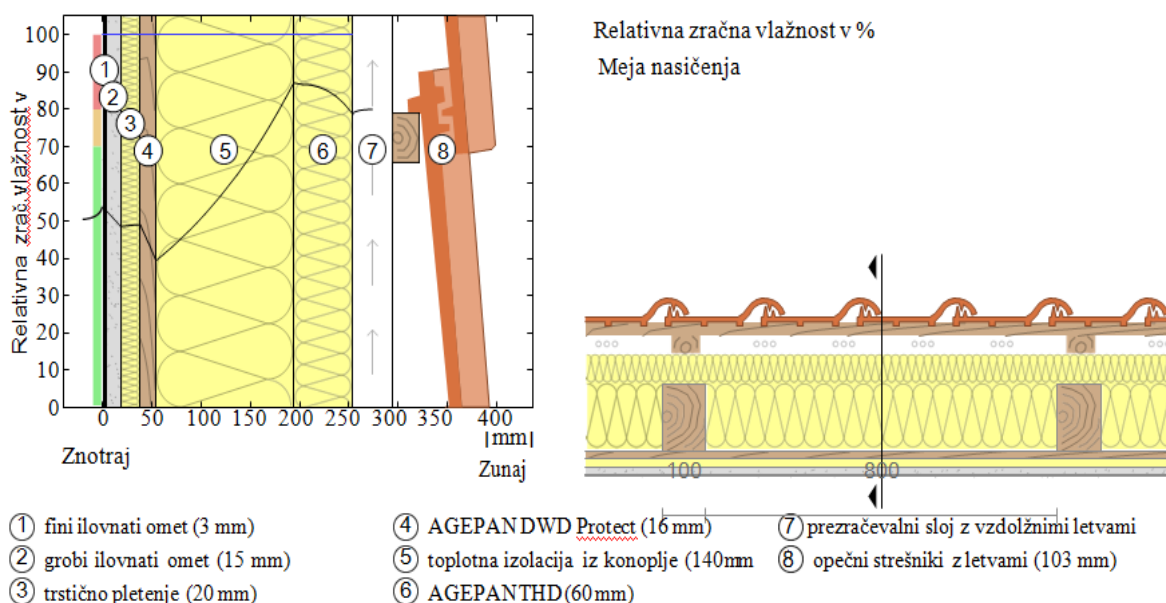 Relativna zrač. vlažnost v
100
90
80
70
60
50
40
30
20
10
0
1
2
3
4
5
6
7
8
0 50 100 150 200 250 300 350 400
|mm|
Znotraj
Zunaj
Relativna zračna vlažnost v %
Meja nasičenja
100 800
1 fini ilovnati omet (3 mm)
2 grobi ilovnati omet (15 mm)
3 trstično pletenje (20 mm)
4 AGEPAN DWD Protect (16 mm)
5 toplotna izolacija iz konoplje (140mm
6 AGEPANTHD (60 mm)
7 prezračevalni sloj z vzdolžnimi letvami
8 opečni strešniki z letvami (103 mm)